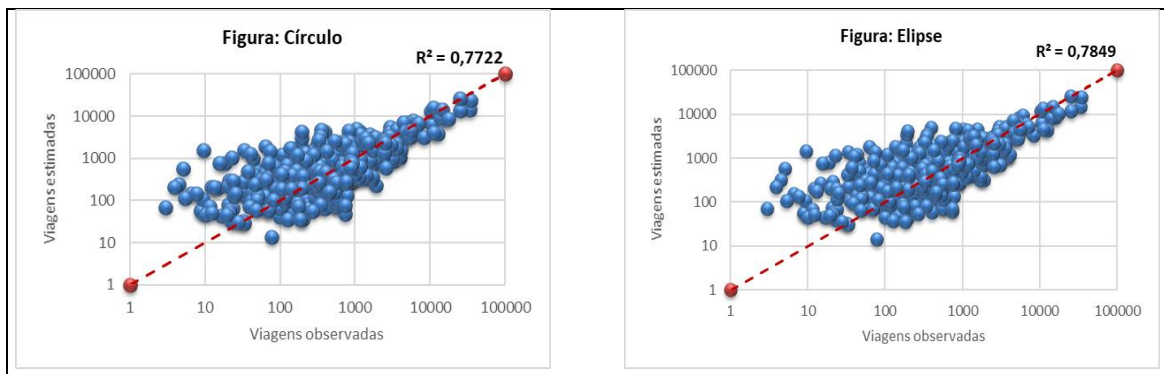 Figura: Círculo
R² = 0,7722
100000
10000
1000
100
10
1
Viagens estimadas
1 10 100 1000 10000 100000
Viagens observadas
Figura: Elipse
R² = 0,7849
100000
10000
1000
100
10
1
Viagens estimadas
1 10 100 1000 10000 100000
Viagens observadas